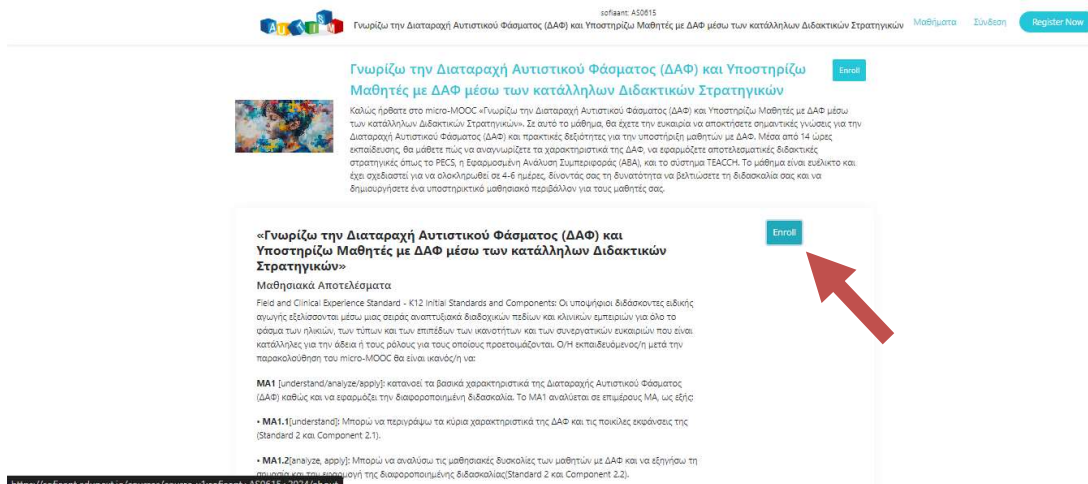 sofiaant: AS0615
AUTISM
Γνωρίζω την Διαταραχή Αυτιστικού Φάσματος (ΔΑΦ) και Υποστηρίζω Μαθητές με ΔΑΦ μέσω των κατάλληλων Διδακτικών Στρατηγικών
Μαθήματα
Σύνδεση
Register Now
Γνωρίζω την Διαταραχή Αυτιστικού Φάσματος (ΔΑΦ) και Υποστηρίζω
Μαθητές με ΔΑΦ μέσω των κατάλληλων Διδακτικών Στρατηγικών
Enroll
Καλώς ήρθατε στο micro-MOOC «Γνωρίζω την Διαταραχή Αυτιστικού Φάσματος (ΔΑΦ) και Υποστηρίζω Μαθητές με ΔΑΦ μέσω
των κατάλληλων Διδακτικών Στρατηγικών». Σε αυτό το μάθημα, θα έχετε την ευκαιρία να αποκτήσετε σημαντικές γνώσεις για την
Διαταραχή Αυτιστικού Φάσματος (ΔΑΦ) και πρακτικές δεξιότητες για την υποστήριξη μαθητών με ΔΑΦ. Μέσα από 14 ώρες
εκπαίδευσης, θα μάθετε πώς να αναγνωρίζετε τα χαρακτηριστικά της ΔΑΦ, να εφαρμόζετε αποτελεσματικές διδακτικές
στρατηγικές όπως το PECS, η Εφαρμοσμένη Ανάλυση Συμπεριφοράς (ABA), και το σύστημα TEACCH. Το μάθημα είναι ευέλικτο και
έχει σχεδιαστεί για να ολοκληρωθεί σε 4-6 ημέρες, δίνοντάς σας τη δυνατότητα να βελτιώσετε τη διδασκαλία σας και να
δημιουργήσετε ένα υποστηρικτικό μαθησιακό περιβάλλον για τους μαθητές σας.
«Γνωρίζω την Διαταραχή Αυτιστικού Φάσματος (ΔΑΦ) και
Υποστηρίζω Μαθητές με ΔΑΦ μέσω των κατάλληλων Διδακτικών
Στρατηγικών»
Enroll
Μαθησιακά Αποτελέσματα
Field and Clinical Experience Standard - K12 Initial Standards and Components: Οι υποψήφιοι διδάσκοντες ειδικής
αγωγής εξελίσσονται μέσω μιας σειράς αναπτυξιακά διαδοχικών πεδίων και κλινικών εμπειριών για όλο το
φάσμα των ηλικιών, των τύπων και των επιπέδων των ικανοτήτων και των συνεργατικών ευκαιριών που είναι
κατάλληλες για την άδεια ή τους ρόλους για τους οποίους προετοιμάζονται. Ο/Η εκπαιδευόμενος/η μετά την
παρακολούθηση του micro-MOOC θα είναι ικανός/η να:
ΜΑ1 [understand/analyze/apply]: κατανοεί τα βασικά χαρακτηριστικά της Διαταραχής Αυτιστικού Φάσματος
(ΔΑΦ) καθώς και να εφαρμόζει την διαφοροποιημένη διδασκαλία. Το ΜΑ1 αναλύεται σε επιμέρους ΜΑ, ως εξής:
• ΜΑ1.1[understand]: Μπορώ να περιγράψω τα κύρια χαρακτηριστικά της ΔΑΦ και τις ποικίλες εκφάνσεις της
(Standard 2 και Component 2.1).
• ΜΑ1.2[analyze, apply]: Μπορώ να αναλύσω τις μαθησιακές δυσκολίες των μαθητών με ΔΑΦ και να εξηγήσω τη
σημασία και την εφαρμογή της διαφοροποιημένης διδασκαλίας(Standard 2 και Component 2.2).